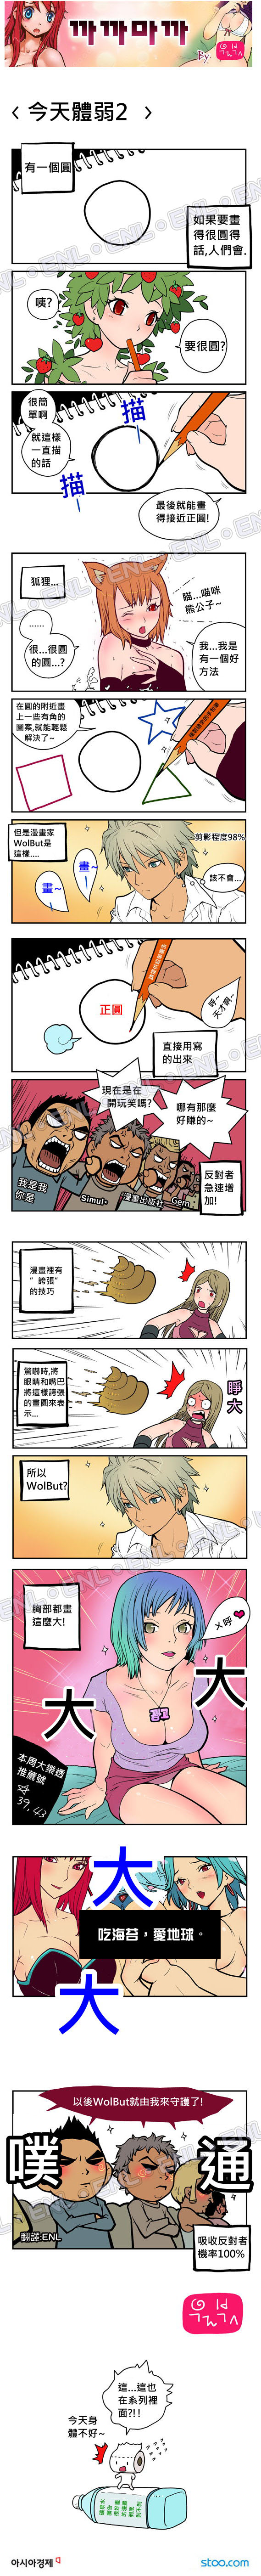 까까마까
By.
〈 今天體弱2 〉
有一個圓
如果要畫
得很圓得
話,人們會.
咦?
要很圓?
很簡
單啊
就這樣
一直描
的話
描
描
最後就能畫
得接近正圓!
狐狸...
......
很...很圓
的圓...?
瞄...喵咪
熊公子~
我...我是
有一個好
方法
在圓的附近畫
上一些有角的
圖案,就能輕鬆
解決了~
但是漫畫家
WolBut是
這樣....
畫~
畫~
剪影程度98%
該不會...
正圓
哼~
天才啊~
直接用寫
的出來
現在是在
開玩笑嗎?
哪有那麼
好賺的~
我是我
你是
Simul
漫畫出版社
Gam
反對者
急速增
加!
漫畫裡有
"誇張"
的技巧
驚嚇時,將
眼睛和嘴巴
將這樣誇張
的畫圖來表
示...
睜
大
所以
WolBut?
胸部都畫
這麼大!
ㄨ呼
大
大
本周大樂透
推薦號
39, 43
大
吃海苔，愛地球。
大
以後WolBut就由我來守護了!
噗
通
翻譯:ENL
吸收反對者
機率100%
這...這也
在系列裡
面?!!
今天身
體不好~
아시아경제
stoo.com